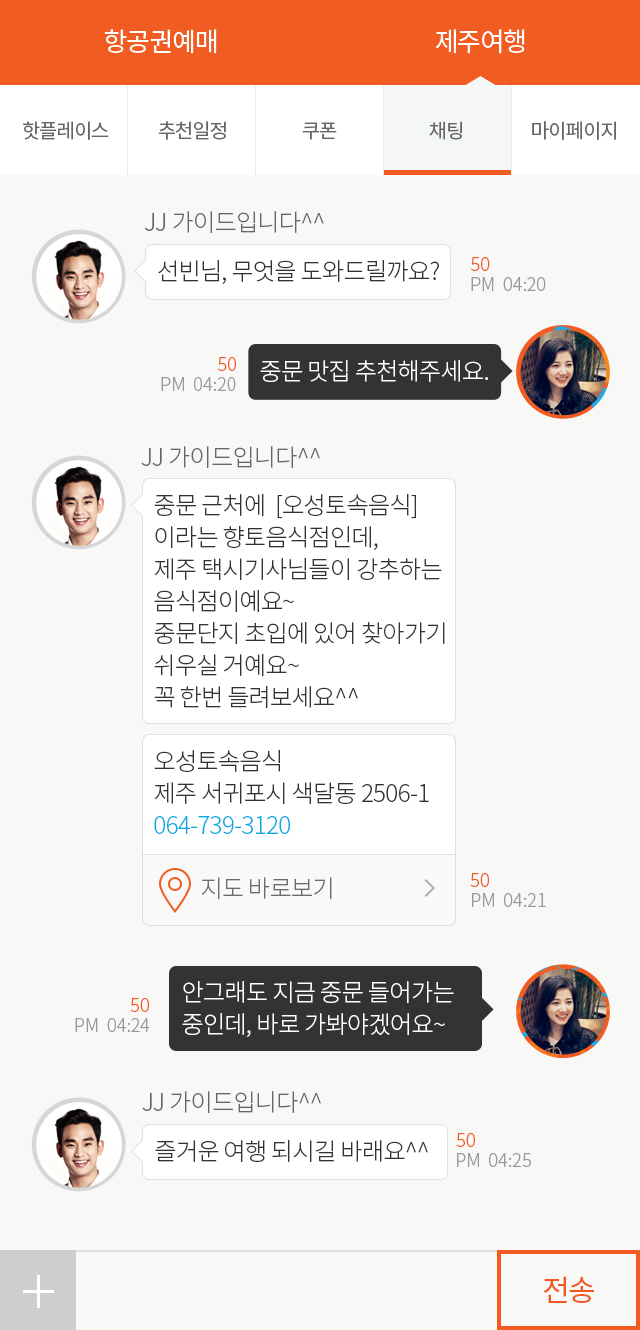 항공권예매 제주여행
핫플레이스 추천일정 쿠폰 채팅 마이페이지
JJ 가이드입니다^^
선빈님, 무엇을 도와드릴까요?
50
PM 04:20
50
PM 04:20
중문 맛집 추천해주세요.
JJ 가이드입니다^^
중문 근처에 [오성토속음식]
이라는 향토음식점인데,
제주 택시기사님들이 강추하는
음식점이예요~
중문단지 초입에 있어 찾아가기
쉬우실 거예요~
꼭 한번 들려보세요^^
오성토속음식
제주 서귀포시 색달동 2506-1
064-739-3120
지도 바로보기
50
PM 04:21
50
PM 04:24
안그래도 지금 중문 들어가는
중인데, 바로 가봐야겠어요~
JJ 가이드입니다^^
즐거운 여행 되시길 바래요^^
50
PM 04:25
전송